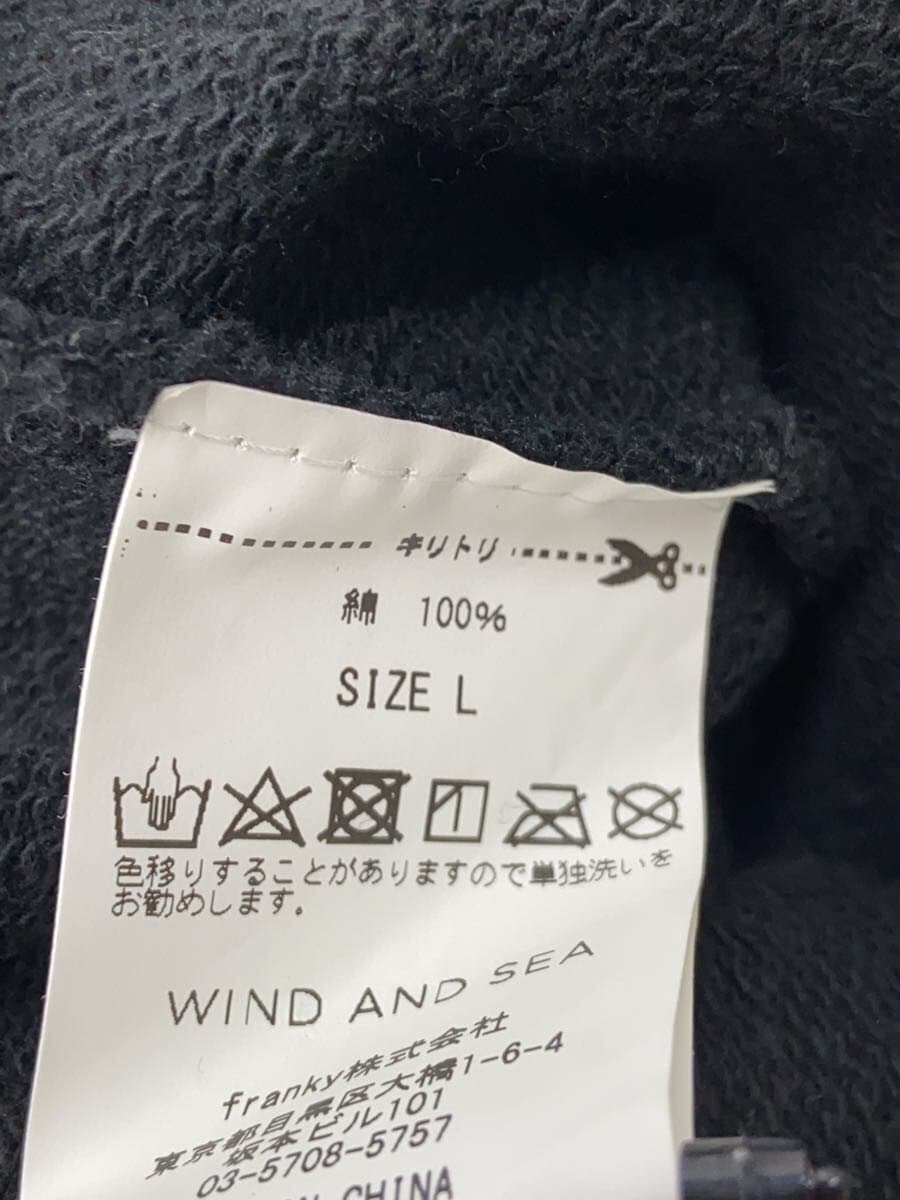 キリトリ
綿 100%
SIZE L
色移りすることがありますので単独洗いを
お勧めします。
WIND AND SEA
franky株式会社
東京都目黒区大橋1-6-4
坂本ビル101
03-5708-5757
CHINA